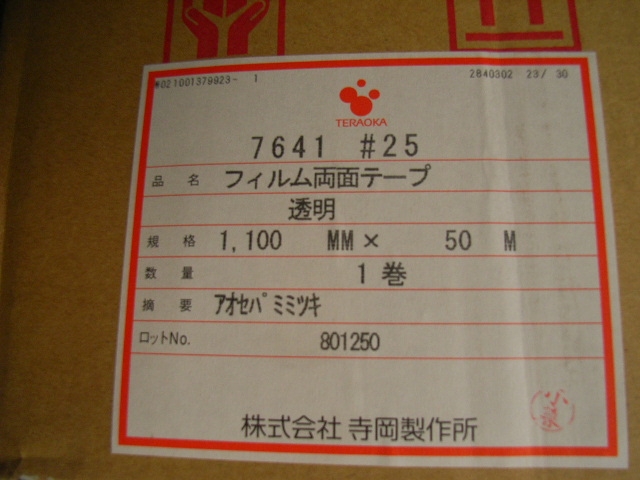 *021001379923- 1
2840302 23/ 30
TERAOKA
7641 #25
品名 フィルム両面テープ
透明
規格 1,100 MM× 50 M
数量 1巻
摘要 ｱｵｾﾊﾟﾐﾐﾂｷ
ロットNo. 801250
株式会社 寺岡製作所